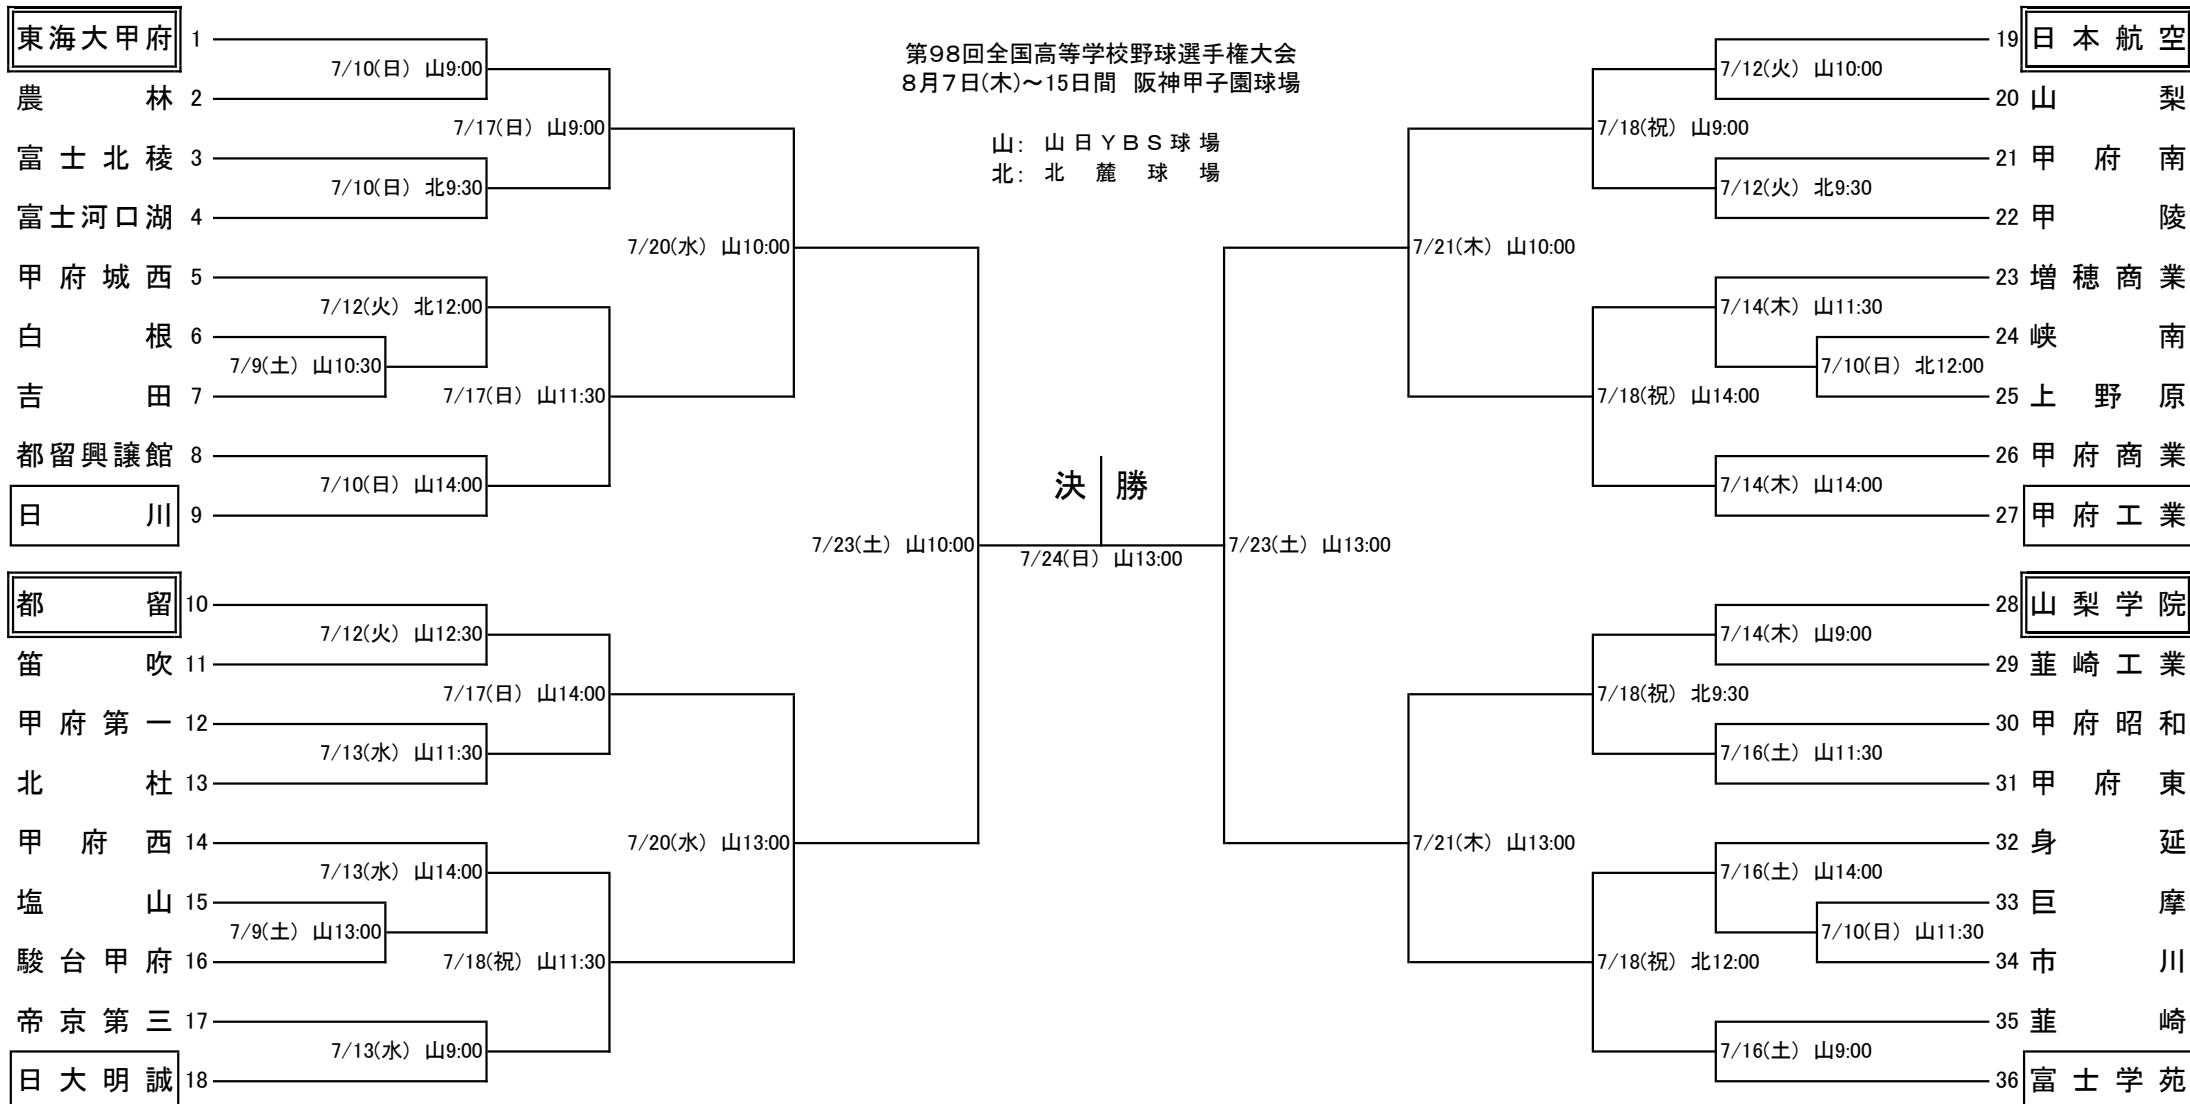 第98回全国高等学校野球選手権大会
8月7日(木)～15日間 阪神甲子園球場
山: 山日YBS球場
北: 北麓球場
東海大甲府 1
7/10(日) 山9:00
農林 2
7/17(日) 山9:00
富士北稜 3
7/10(日) 北9:30
富士河口湖 4
7/20(水) 山10:00
甲府城西 5
7/12(火) 北12:00
白根 6
7/9(土) 山10:30
吉田 7
7/17(日) 山11:30
都留興譲館 8
7/10(日) 山14:00
日川 9
7/23(土) 山10:00
都留 10
7/12(火) 山12:30
笛吹 11
7/17(日) 山14:00
甲府第一 12
7/13(水) 山11:30
北杜 13
7/20(水) 山13:00
甲府西 14
7/13(水) 山14:00
塩山 15
7/9(土) 山13:00
駿台甲府 16
7/18(祝) 山11:30
帝京第三 17
7/13(水) 山9:00
日大明誠 18
決勝
7/24(日) 山13:00
19 日本航空
7/12(火) 山10:00
20 山梨
7/18(祝) 山9:00
21 甲府南
7/12(火) 北9:30
22 甲陵
7/21(木) 山10:00
23 増穂商業
7/14(木) 山11:30
24 峡南
7/10(日) 北12:00
25 上野原
7/18(祝) 山14:00
26 甲府商業
7/14(木) 山14:00
27 甲府工業
7/23(土) 山13:00
28 山梨学院
7/14(木) 山9:00
29 韮崎工業
7/18(祝) 北9:30
30 甲府昭和
7/16(土) 山11:30
31 甲府東
7/21(木) 山13:00
32 身延
7/16(土) 山14:00
33 巨摩
7/10(日) 山11:30
34 市川
7/18(祝) 北12:00
35 韮崎
7/16(土) 山9:00
36 富士学苑